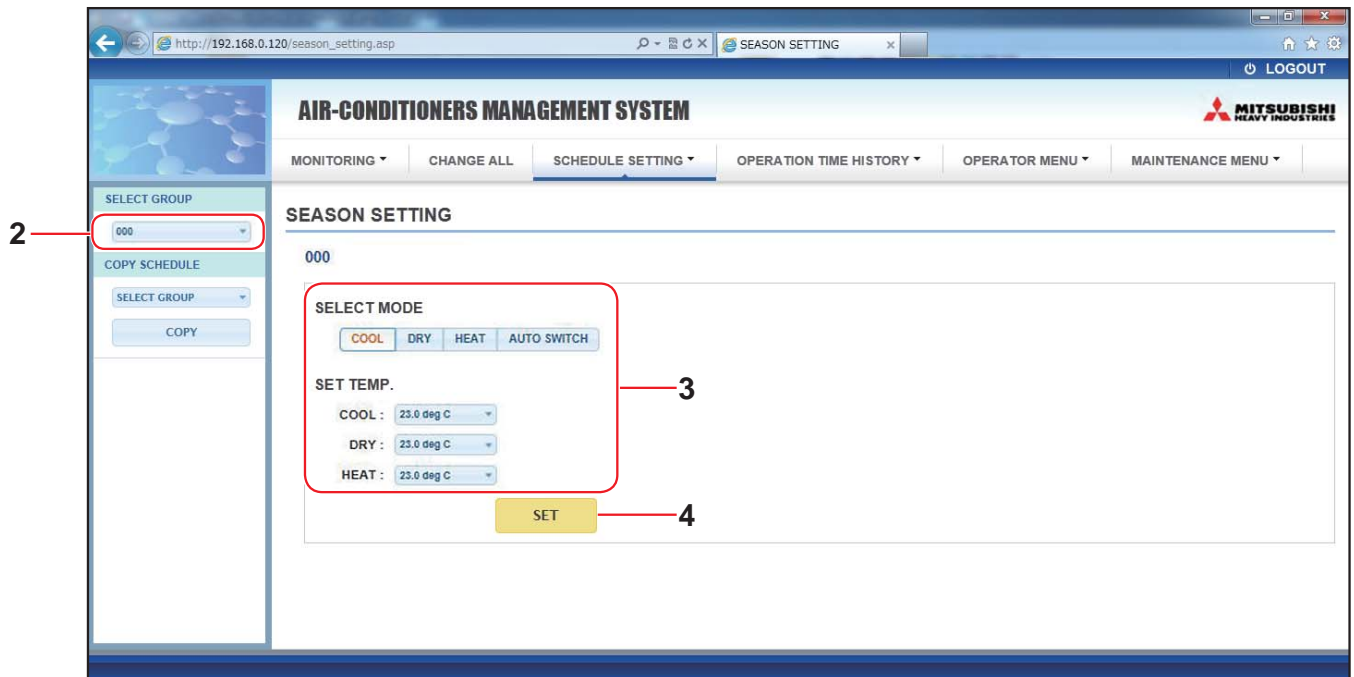 http://192.168.0.120/season_setting.asp
SEASON SETTING
LOGOUT
AIR-CONDITIONERS MANAGEMENT SYSTEM
MITSUBISHI
HEAVY INDUSTRIES
MONITORING CHANGE ALL SCHEDULE SETTING OPERATION TIME HISTORY OPERATOR MENU MAINTENANCE MENU
SELECT GROUP
2
000
COPY SCHEDULE
SELECT GROUP
COPY
SEASON SETTING
000
SELECT MODE
COOL DRY HEAT AUTO SWITCH
SET TEMP.
3
COOL : 23.0 deg C
DRY : 23.0 deg C
HEAT : 23.0 deg C
SET
4